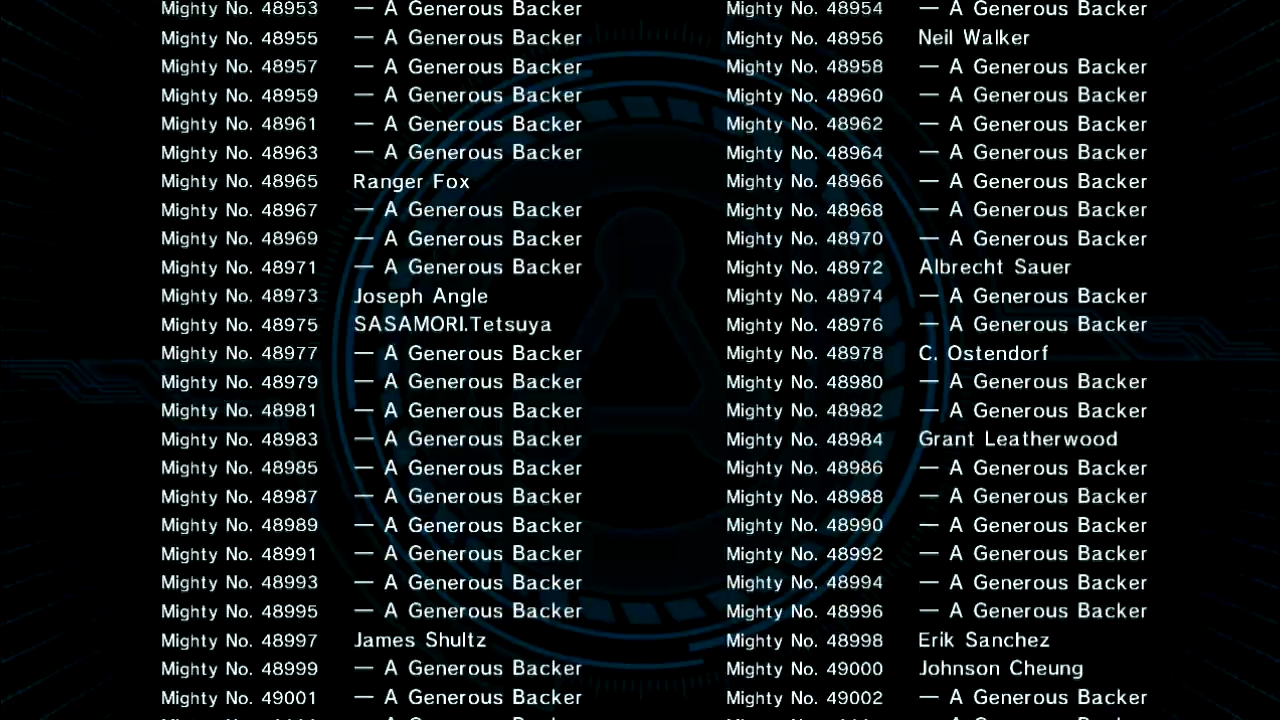 Mighty No. 48953 — A Generous Backer Mighty No. 48954 — A Generous Backer
Mighty No. 48955 — A Generous Backer Mighty No. 48956 Neil Walker
Mighty No. 48957 — A Generous Backer Mighty No. 48958 — A Generous Backer
Mighty No. 48959 — A Generous Backer Mighty No. 48960 — A Generous Backer
Mighty No. 48961 — A Generous Backer Mighty No. 48962 — A Generous Backer
Mighty No. 48963 — A Generous Backer Mighty No. 48964 — A Generous Backer
Mighty No. 48965 Ranger Fox Mighty No. 48966 — A Generous Backer
Mighty No. 48967 — A Generous Backer Mighty No. 48968 — A Generous Backer
Mighty No. 48969 — A Generous Backer Mighty No. 48970 — A Generous Backer
Mighty No. 48971 — A Generous Backer Mighty No. 48972 Albrecht Sauer
Mighty No. 48973 Joseph Angle Mighty No. 48974 — A Generous Backer
Mighty No. 48975 SASAMORI.Tetsuya Mighty No. 48976 — A Generous Backer
Mighty No. 48977 — A Generous Backer Mighty No. 48978 C. Ostendorf
Mighty No. 48979 — A Generous Backer Mighty No. 48980 — A Generous Backer
Mighty No. 48981 — A Generous Backer Mighty No. 48982 — A Generous Backer
Mighty No. 48983 — A Generous Backer Mighty No. 48984 Grant Leatherwood
Mighty No. 48985 — A Generous Backer Mighty No. 48986 — A Generous Backer
Mighty No. 48987 — A Generous Backer Mighty No. 48988 — A Generous Backer
Mighty No. 48989 — A Generous Backer Mighty No. 48990 — A Generous Backer
Mighty No. 48991 — A Generous Backer Mighty No. 48992 — A Generous Backer
Mighty No. 48993 — A Generous Backer Mighty No. 48994 — A Generous Backer
Mighty No. 48995 — A Generous Backer Mighty No. 48996 — A Generous Backer
Mighty No. 48997 James Shultz Mighty No. 48998 Erik Sanchez
Mighty No. 48999 — A Generous Backer Mighty No. 49000 Johnson Cheung
Mighty No. 49001 — A Generous Backer Mighty No. 49002 — A Generous Backer